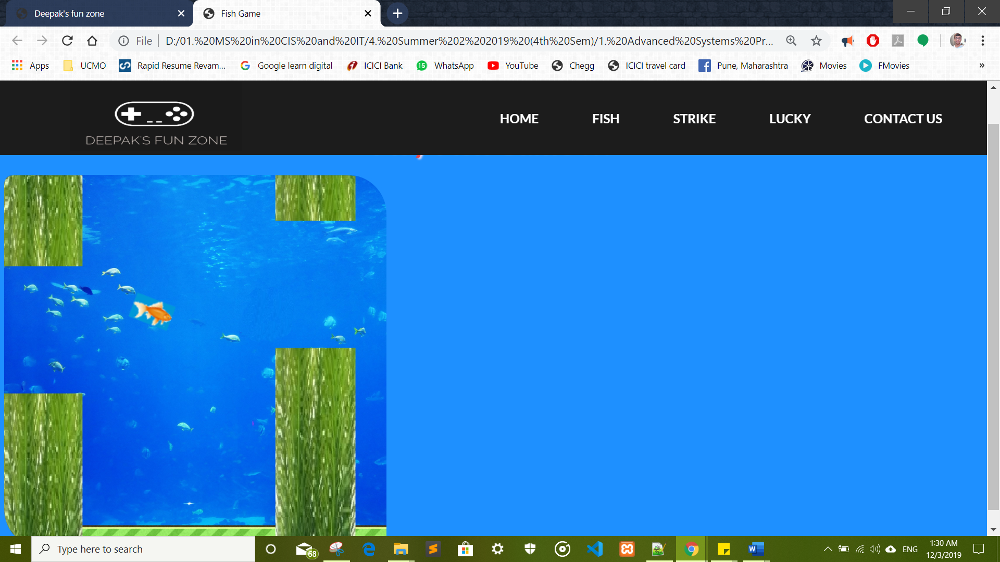 Deepak's fun zone
Fish Game
File D:/01.%20MS%20in%20CIS%20and%20IT/4.%20Summer%202%202019%20(4th%20Sem)/1.%20Advanced%20Systems%20Pr...
Apps UCMO Rapid Resume Revam... Google learn digital ICICI Bank 15 WhatsApp YouTube Chegg ICICI travel card Pune, Maharashtra Movies FMovies »
HOME FISH STRIKE LUCKY CONTACT US
DEEPAK'S FUN ZONE
Type here to search
68
ENG
1:30 AM
12/3/2019